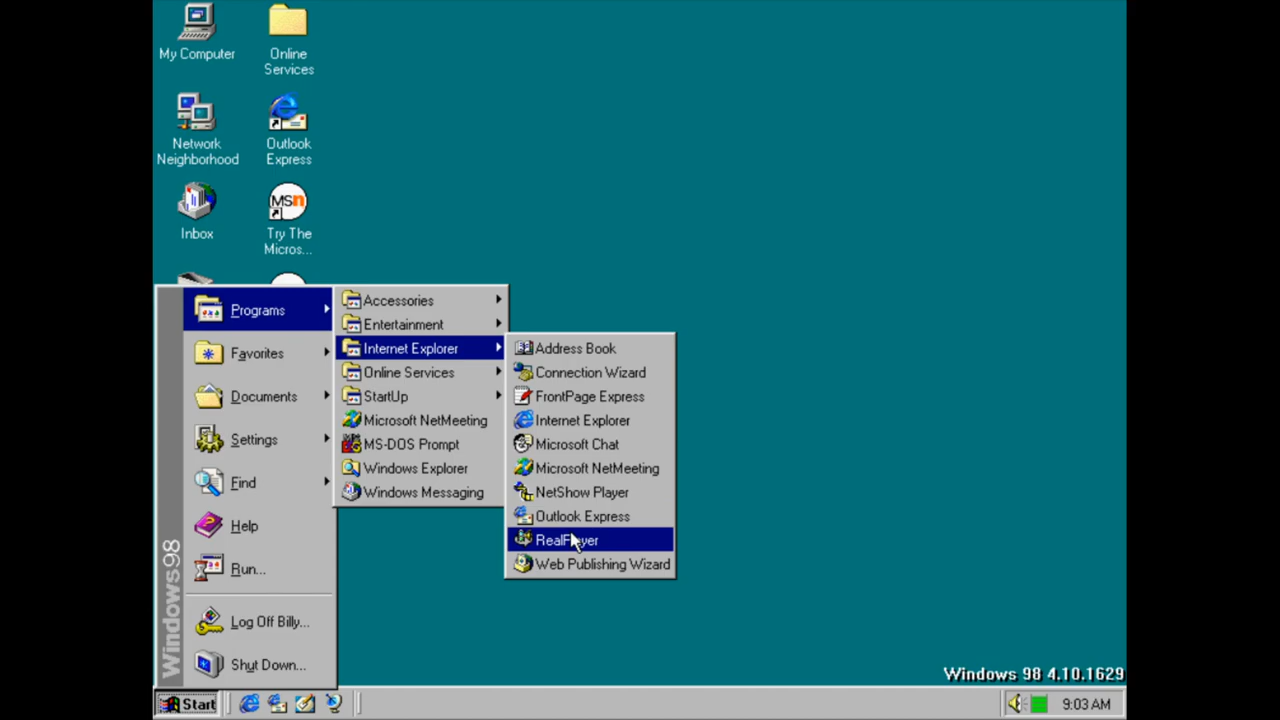 My Computer
Online
Services
Network
Neighborhood
Outlook
Express
Inbox
MSn
Try The
Micros...
Programs
Favorites
Documents
Settings
Find
Help
Run...
Log Off Billy...
Shut Down...
Windows98
Accessories
Entertainment
Internet Explorer
Online Services
StartUp
Microsoft NetMeeting
MS-DOS Prompt
Windows Explorer
Windows Messaging
Address Book
Connection Wizard
FrontPage Express
Internet Explorer
Microsoft Chat
Microsoft NetMeeting
NetShow Player
Outlook Express
RealPlayer
Web Publishing Wizard
Windows 98 4.10.1629
Start
9:03 AM